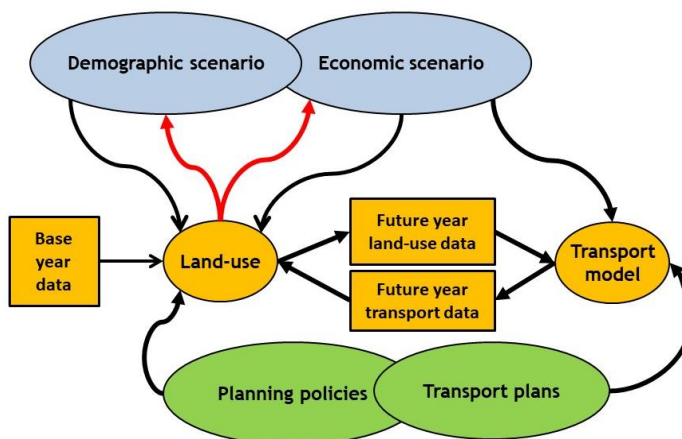 Demographic scenario
Economic scenario
Base
year
data
Land-use
Future year
land-use data
Future year
transport data
Transport
model
Planning policies
Transport plans